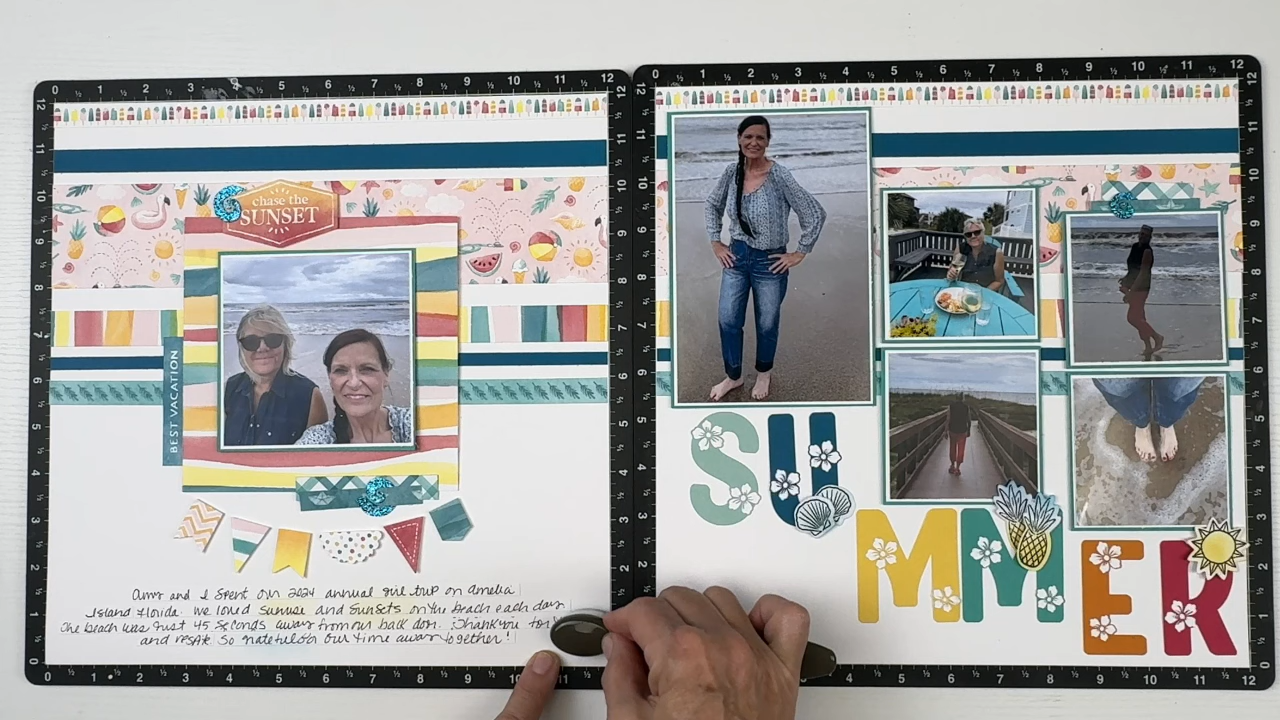 chase the
SUNSET
BEST VACATION
SUMMER
Amy and I spent our 2024 annual girl trip on Amelia
Island Florida. We loved sunrise and sunsets on the beach each day.
The beach was just 45 seconds away from our back door. Thank you for
and respite so our time away together!